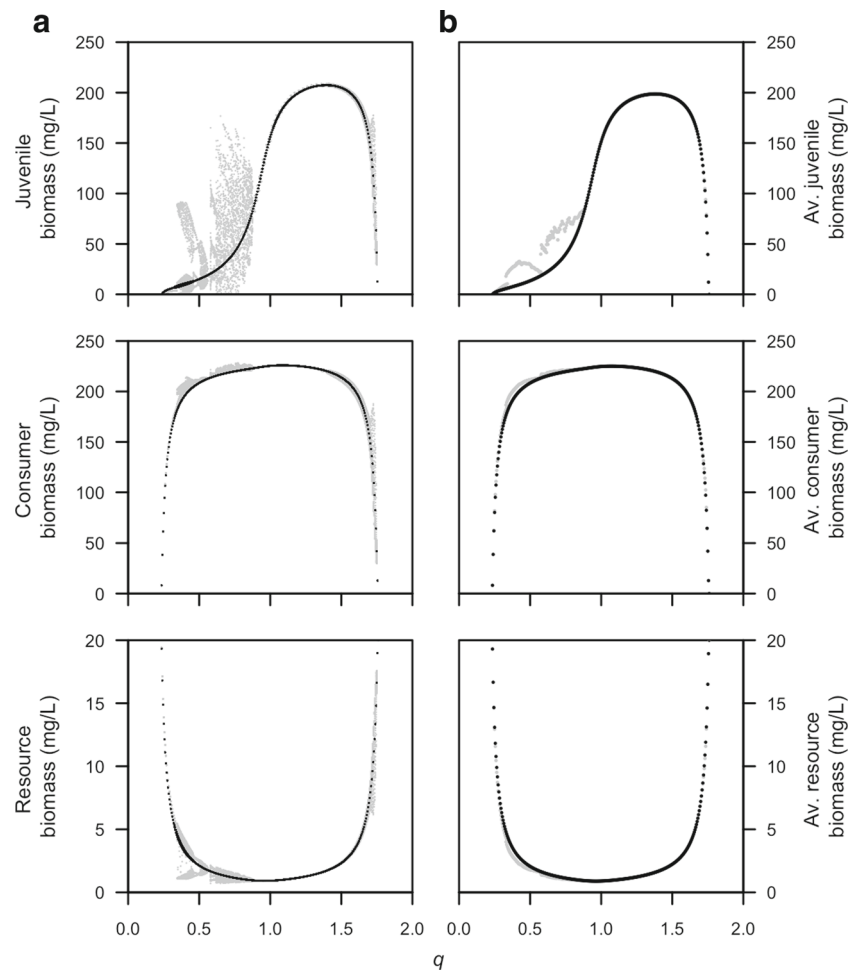 a b
250
200
150
100
50
0
Juvenile
biomass (mg/L)
250
200
150
100
50
0
Av. juvenile
biomass (mg/L)
250
200
150
100
50
0
Consumer
biomass (mg/L)
250
200
150
100
50
0
Av. consumer
biomass (mg/L)
20
15
10
5
0
Resource
biomass (mg/L)
20
15
10
5
0
Av. resource
biomass (mg/L)
0.0 0.5 1.0 1.5 2.0 0.0 0.5 1.0 1.5 2.0
q